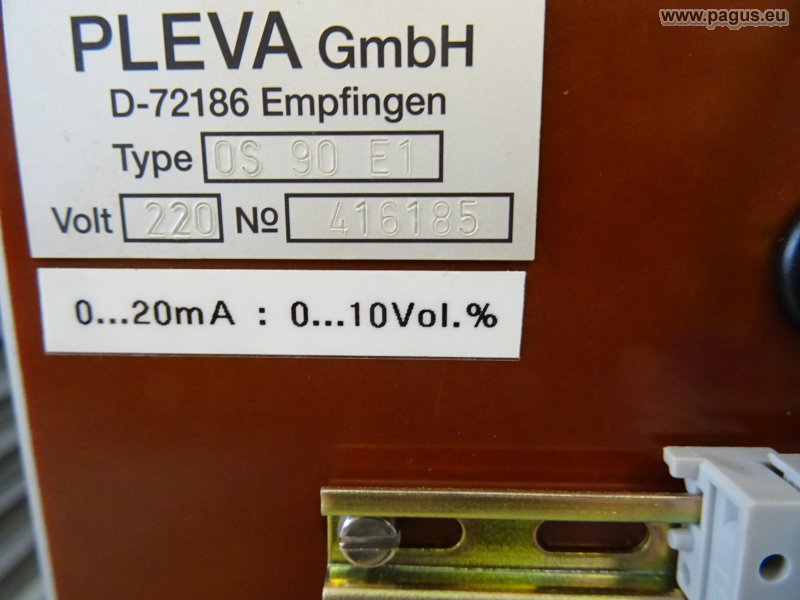 www.pagus.eu
PLEVA GmbH
D-72186 Empfingen
Type OS 90 E1
Volt 220 Nº 416185
0...20mA : 0...10Vol.%